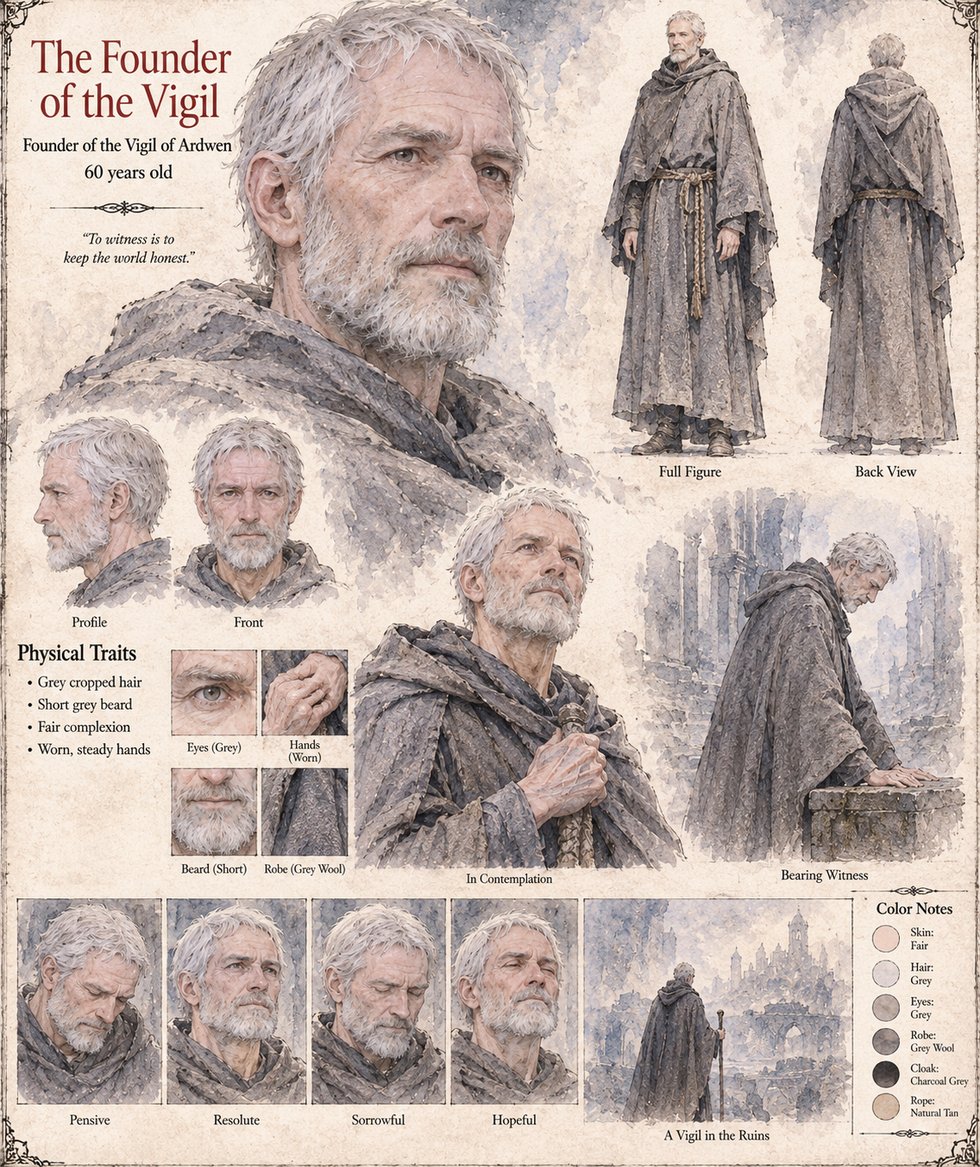 The Founder
of the Vigil
Founder of the Vigil of Ardwen
60 years old
“To witness is to
keep the world honest.”
Full Figure
Back View
Profile
Front
Physical Traits
• Grey cropped hair
• Short grey beard
• Fair complexion
• Worn, steady hands
Eyes (Grey)
Hands
(Worn)
Beard (Short)
Robe (Grey Wool)
In Contemplation
Bearing Witness
Pensive
Resolute
Sorrowful
Hopeful
A Vigil in the Ruins
Color Notes
Skin:
Fair
Hair:
Grey
Eyes:
Grey
Robe:
Grey Wool
Cloak:
Charcoal Grey
Rope:
Natural Tan